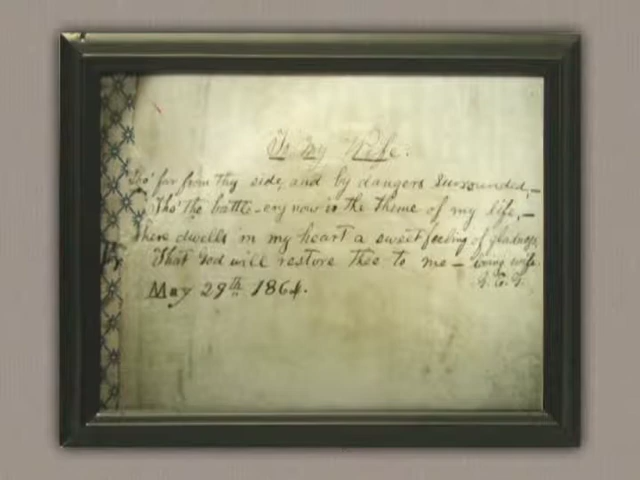 To My Wife.
Tho' far from thy side, and by dangers surrounded,—
Tho' the battle-cry now is the theme of my life,—
There dwells in my heart a sweet feeling of gladness,
That God will restore thee to me — loving wife.
May 29th 1864.